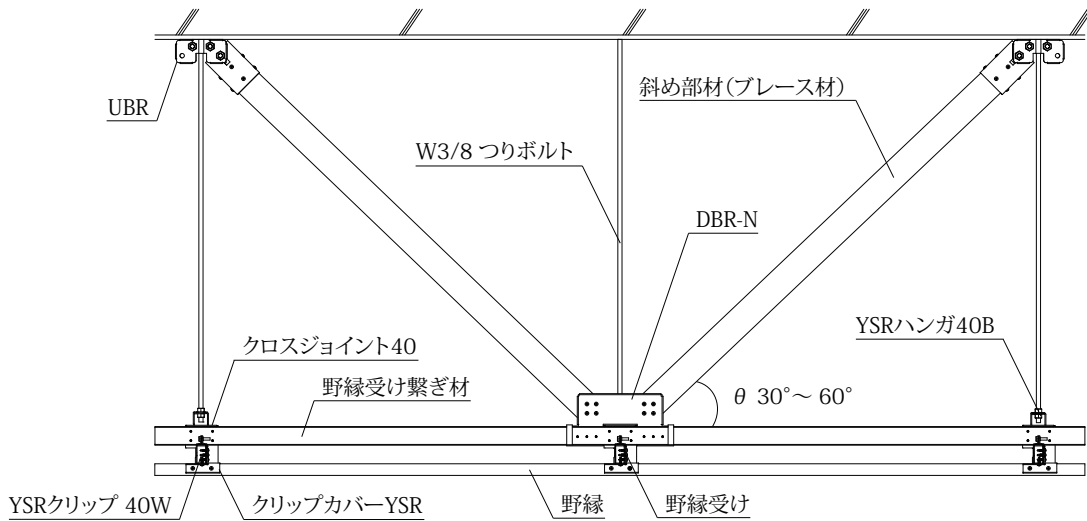 UBR
斜め部材(ブレース材)
W3/8 つりボルト
DBR-N
YSRハンガ40B
クロスジョイント40
野縁受け繋ぎ材
θ 30°～ 60°
YSRクリップ 40W
クリップカバーYSR
野縁
野縁受け